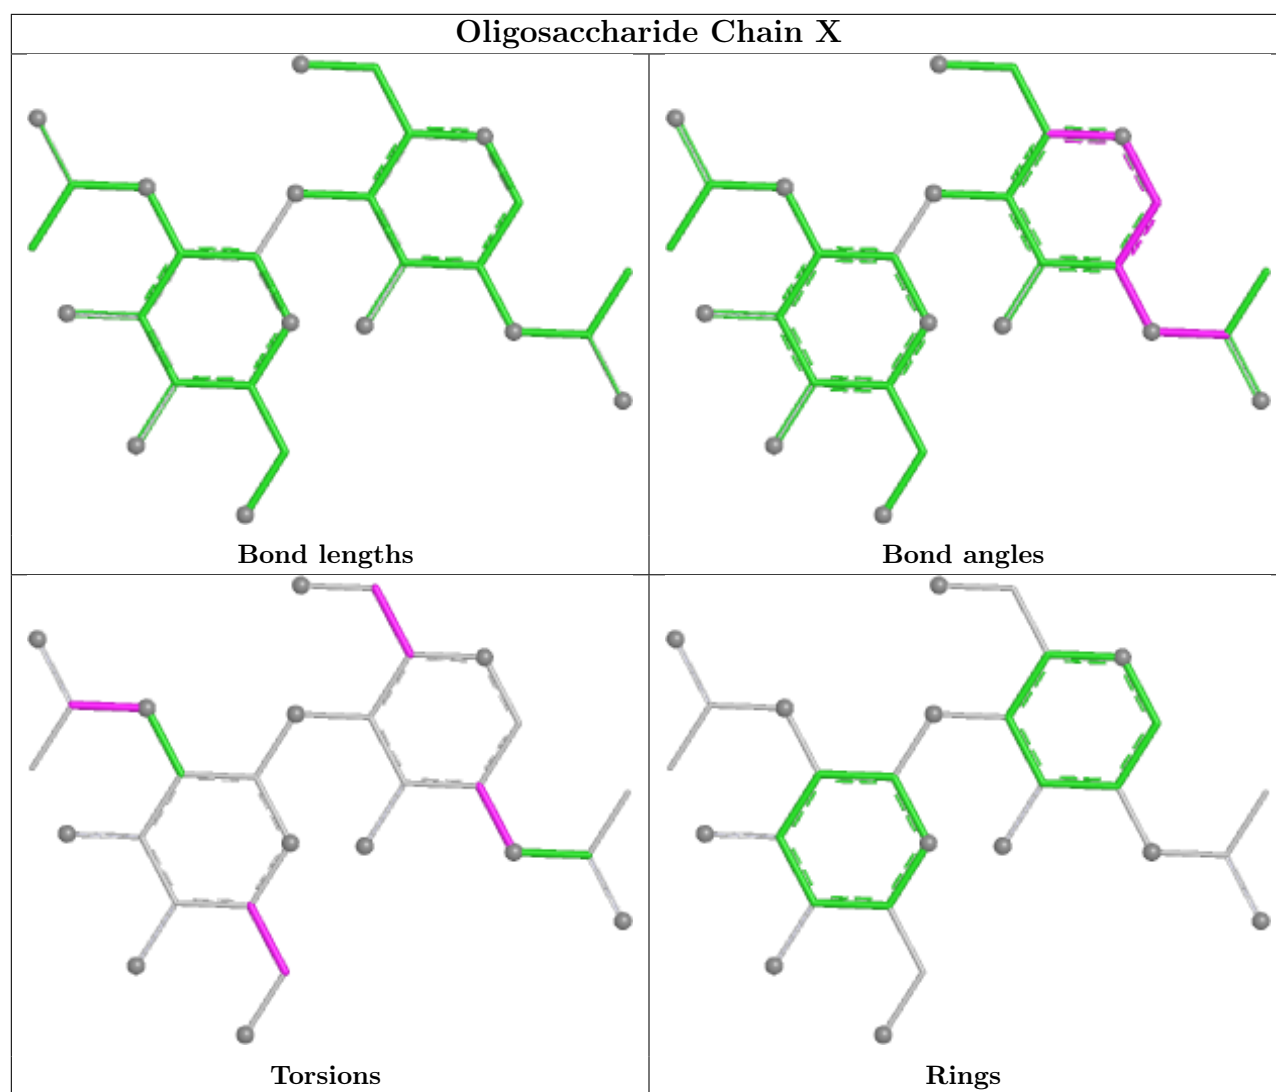 Oligosaccharide Chain X
Bond lengths
Bond angles
Torsions
Rings